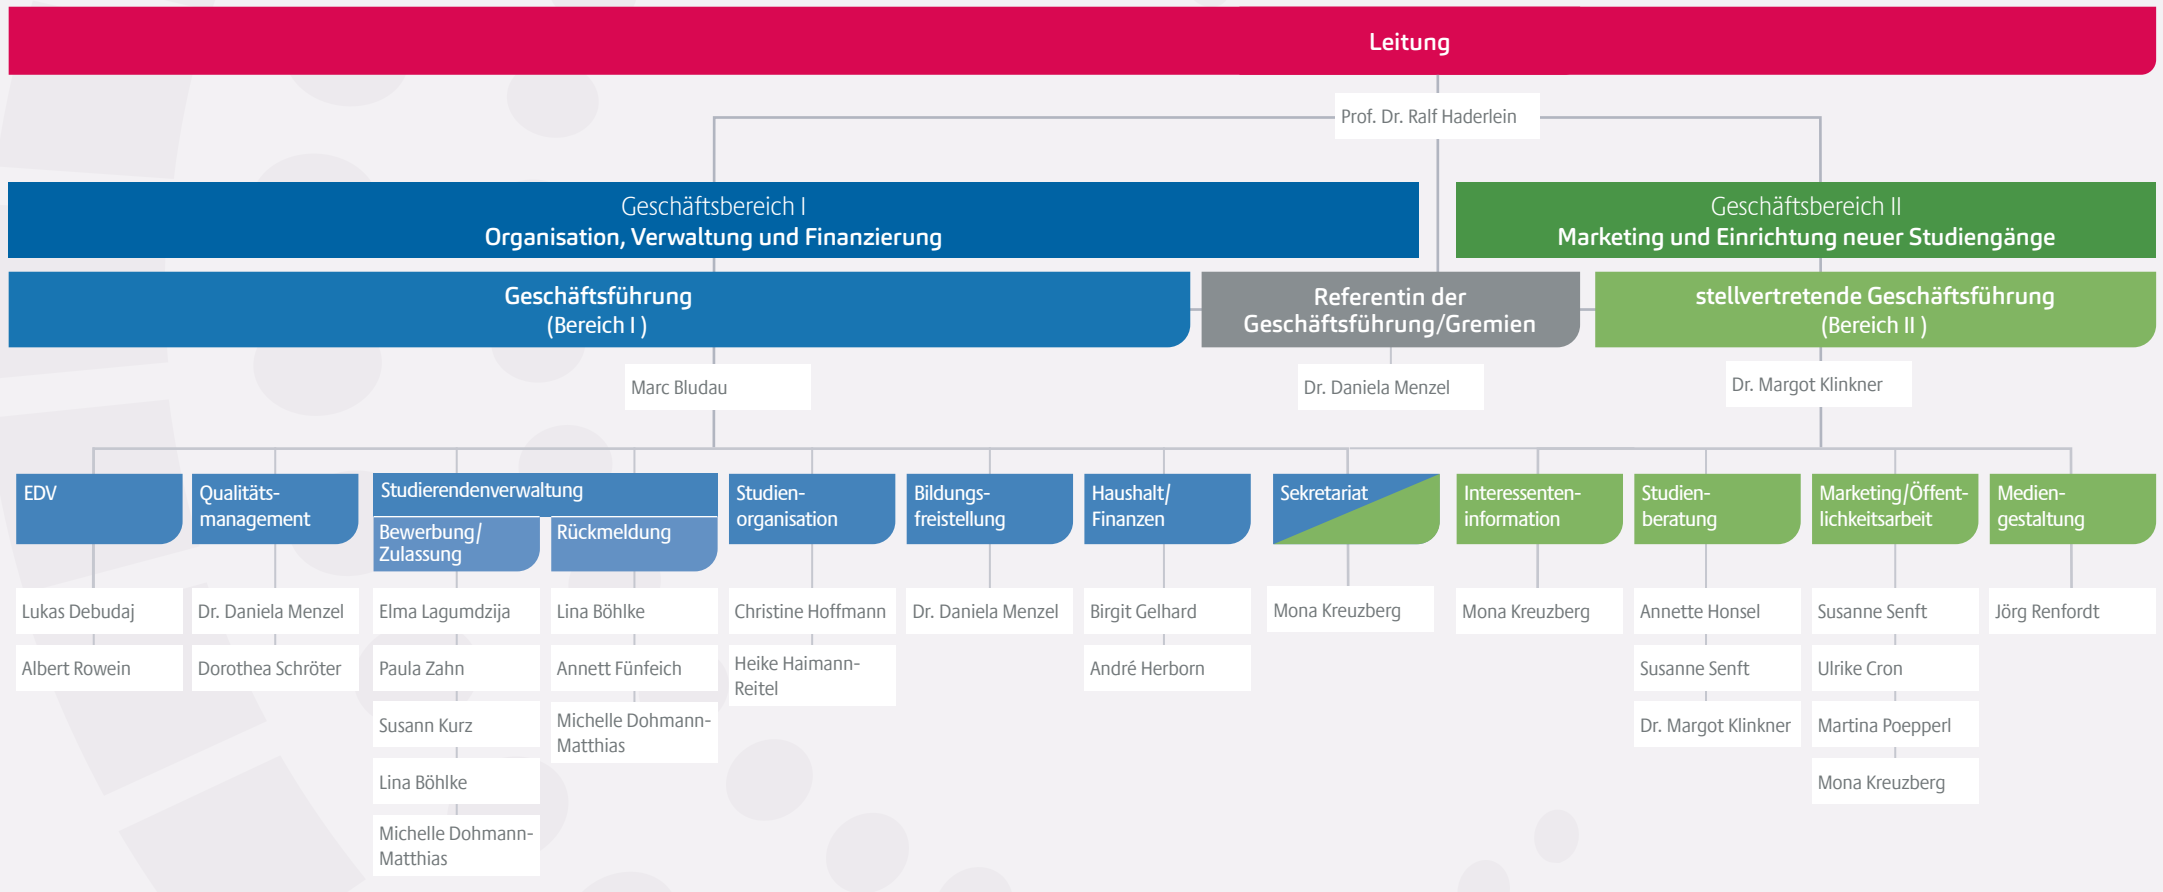 Leitung
Prof. Dr. Ralf Haderlein
Geschäftsbereich I
Organisation, Verwaltung und Finanzierung
Geschäftsbereich II
Marketing und Einrichtung neuer Studiengänge
Geschäftsführung
(Bereich I )
Referentin der
Geschäftsführung/Gremien
stellvertretende Geschäftsführung
(Bereich II )
Marc Bludau
Dr. Daniela Menzel
Dr. Margot Klinkner
EDV
Lukas Debudaj
Albert Rowein
Qualitäts-
management
Dr. Daniela Menzel
Dorothea Schröter
Studierendenverwaltung
Bewerbung/
Zulassung
Elma Lagumdzija
Paula Zahn
Susann Kurz
Lina Böhlke
Michelle Dohmann-
Matthias
Rückmeldung
Lina Böhlke
Annett Fünfeich
Michelle Dohmann-
Matthias
Studien-
organisation
Christine Hoffmann
Heike Haimann-
Reitel
Bildungs-
freistellung
Dr. Daniela Menzel
Haushalt/
Finanzen
Birgit Gelhard
André Herborn
Sekretariat
Mona Kreuzberg
Interessenten-
information
Mona Kreuzberg
Studien-
beratung
Annette Honsel
Susanne Senft
Dr. Margot Klinkner
Marketing/Öffent-
lichkeitsarbeit
Susanne Senft
Ulrike Cron
Martina Poepperl
Mona Kreuzberg
Medien-
gestaltung
Jörg Renfordt